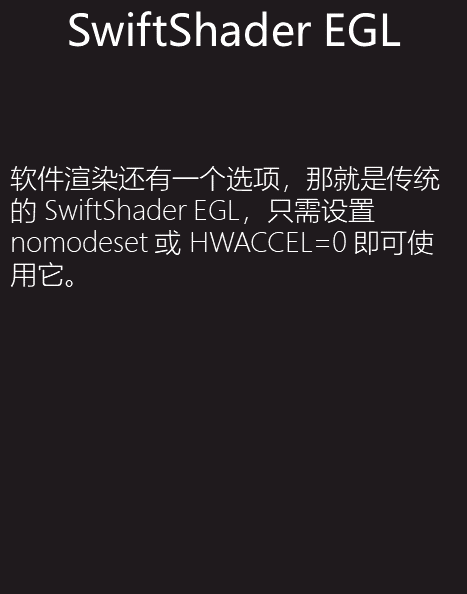 SwiftShader EGL
软件渲染还有一个选项，那就是传统
的 SwiftShader EGL，只需设置
nomodeset 或 HWACCEL=0 即可使
用它。